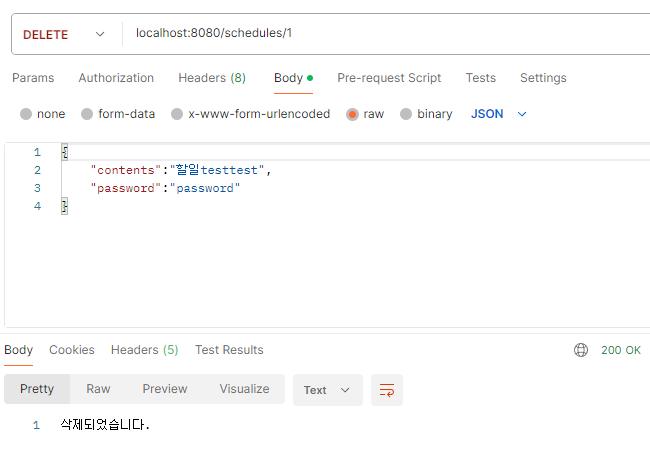 DELETE localhost:8080/schedules/1
Params Authorization Headers (8) Body Pre-request Script Tests Settings
none form-data x-www-form-urlencoded raw binary JSON
1 {
2 "contents":"할일testtest",
3 "password":"password"
4 }
Body Cookies Headers (5) Test Results 200 OK
Pretty Raw Preview Visualize Text
1 삭제되었습니다.